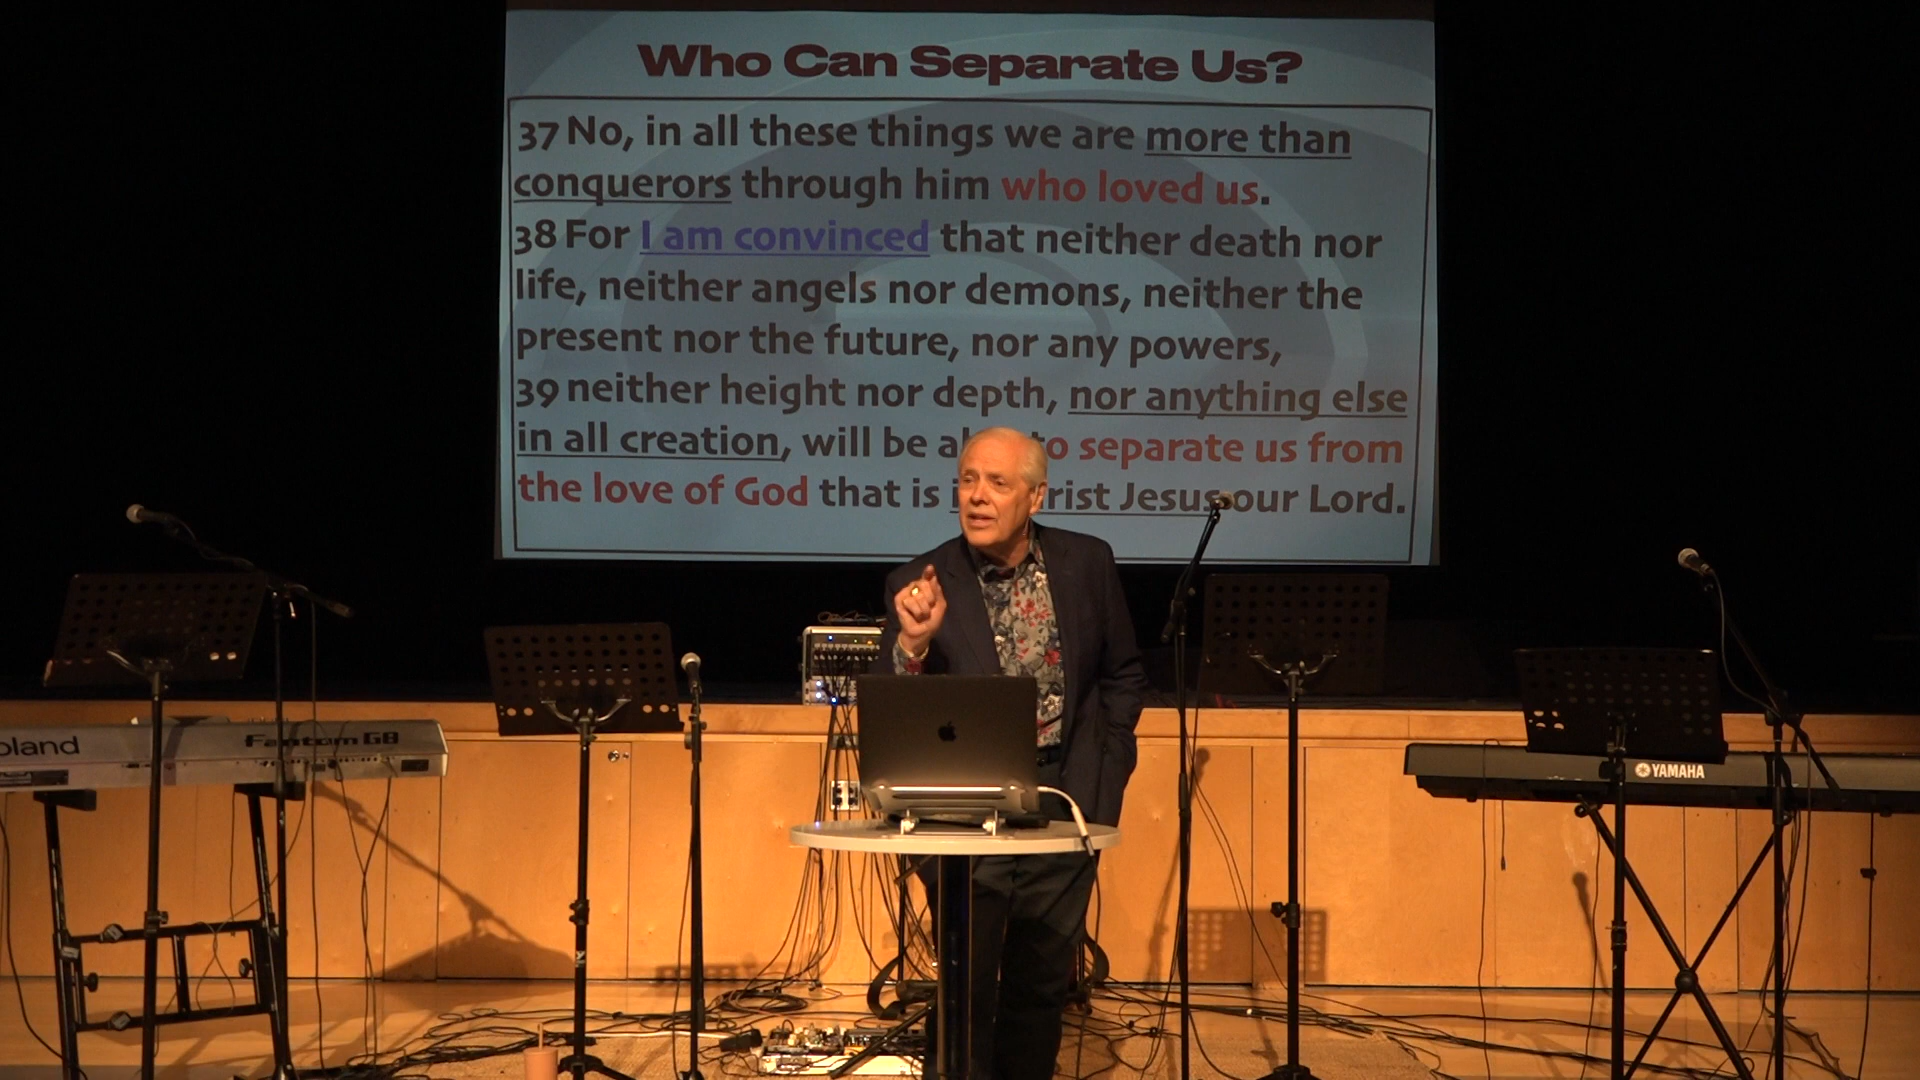 Who Can Separate Us?
37 No, in all these things we are more than
conquerors through him who loved us.
38 For I am convinced that neither death nor
life, neither angels nor demons, neither the
present nor the future, nor any powers,
39 neither height nor depth, nor anything else
in all creation, will be to separate us from
the love of God that is Jesus our Lord.
oland
Fantom G8
YAMAHA